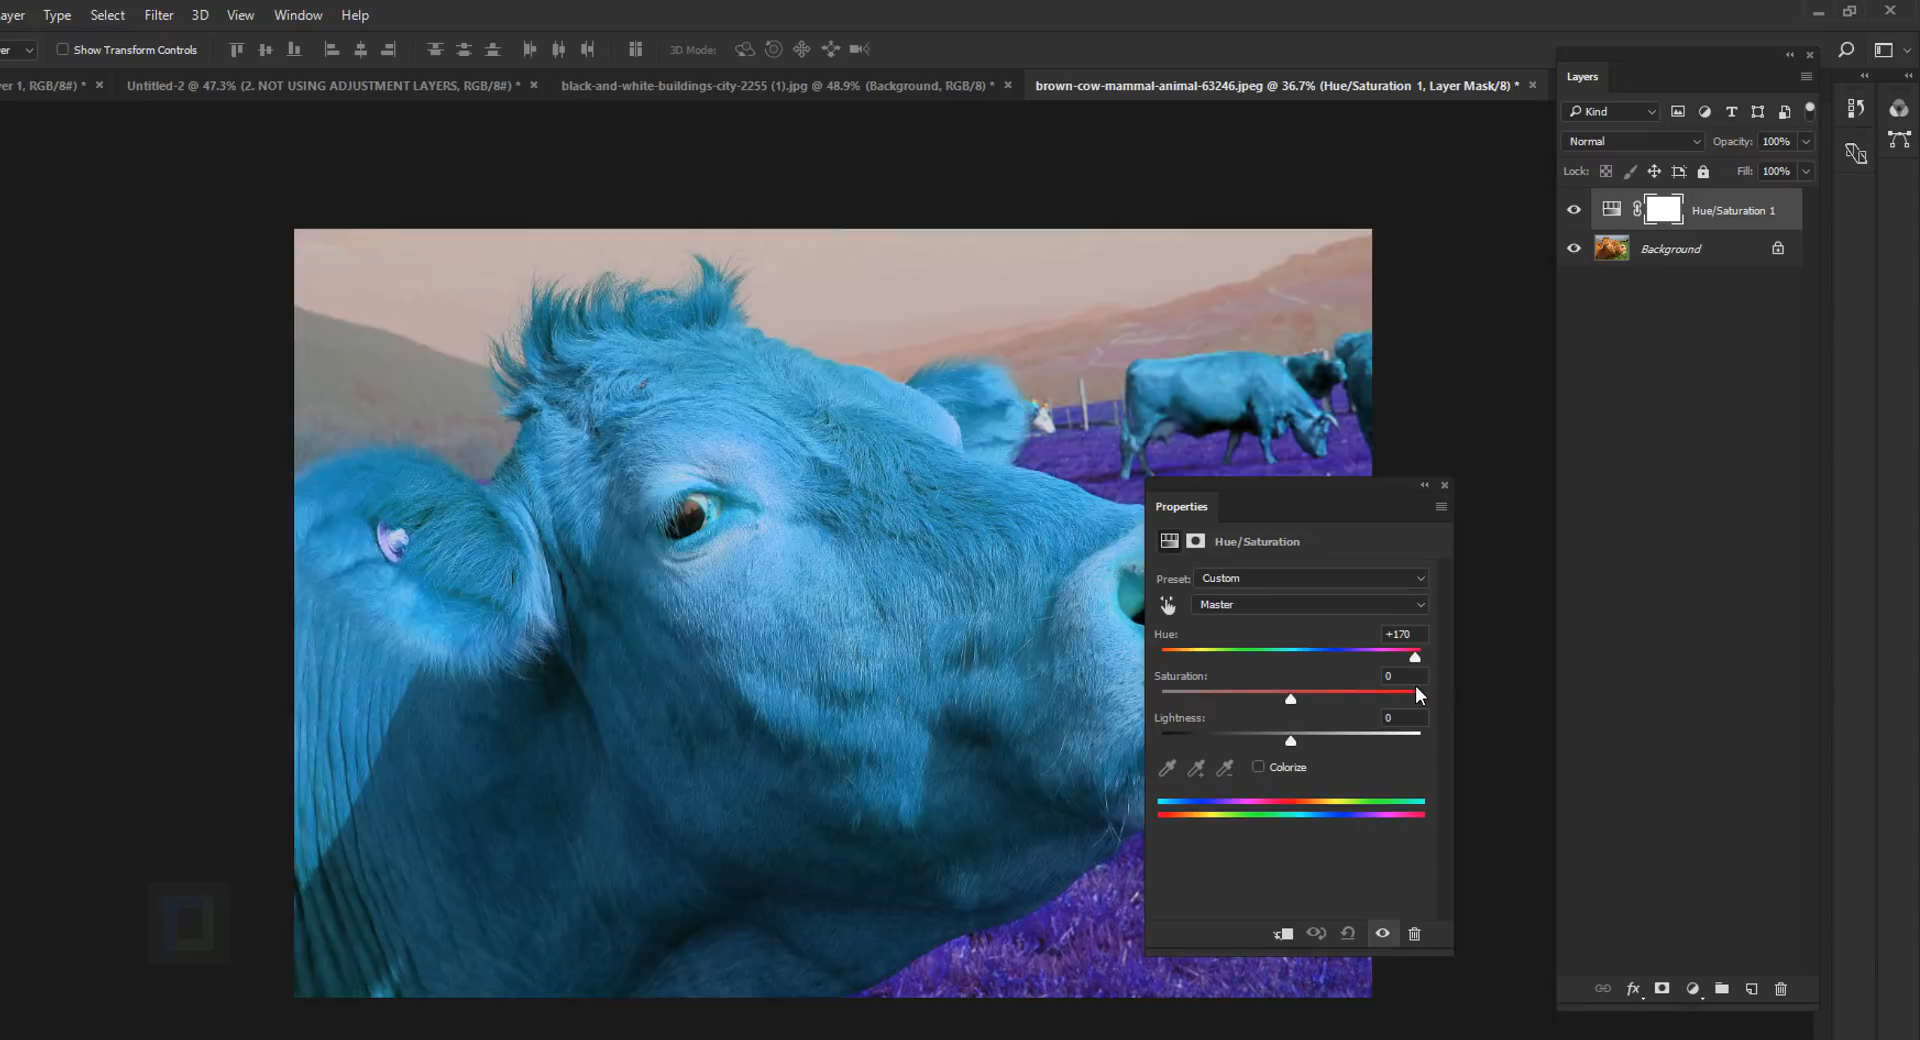 ayer Type Select Filter 3D View Window Help
er Show Transform Controls 3D Mode:
er 1, RGB/8#) * × Untitled-2 @ 47.3% (2. NOT USING ADJUSTMENT LAYERS, RGB/8#) * × black-and-white-buildings-city-2255 (1).jpg @ 48.9% (Background, RGB/8) * × brown-cow-mammal-animal-63246.jpeg @ 36.7% (Hue/Saturation 1, Layer Mask/8) * ×
Layers
Kind
Normal Opacity: 100%
Lock: Fill: 100%
Hue/Saturation 1
Background
Properties
Hue/Saturation
Preset: Custom
Master
Hue: +170
Saturation: 0
Lightness: 0
Colorize
fx